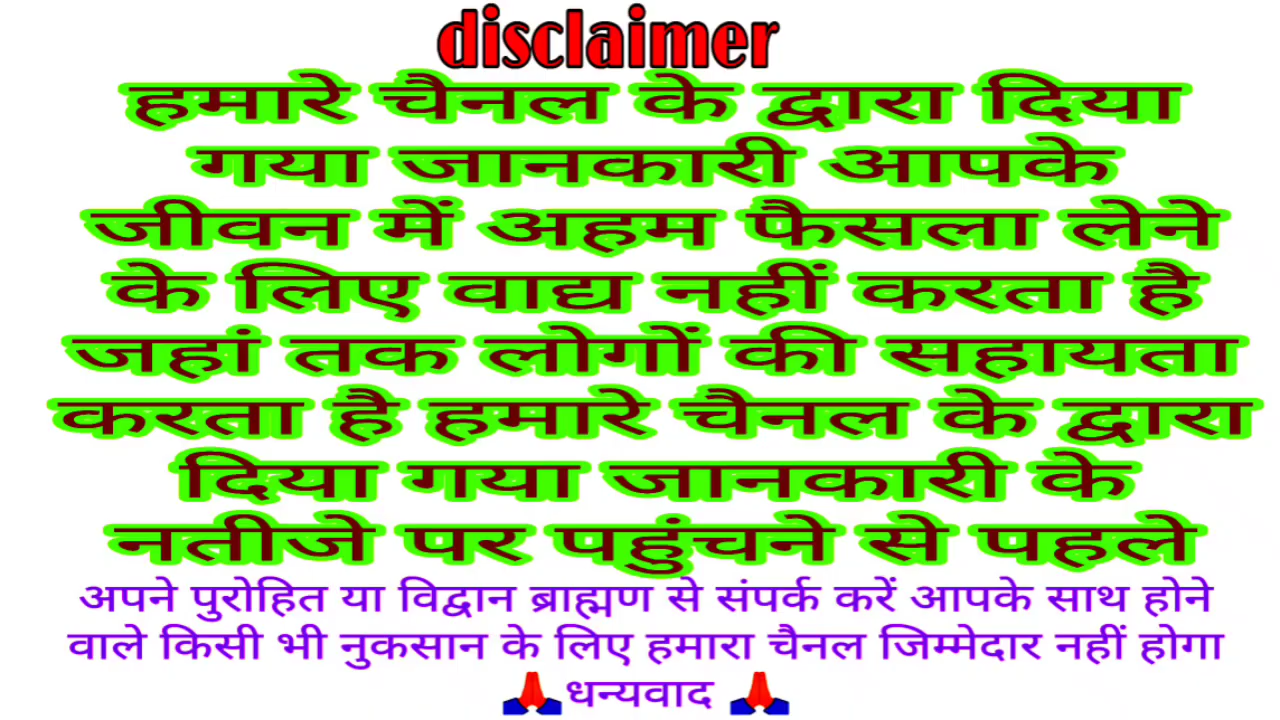 disclaimer
हमारे चैनल के द्वारा दिया
गया जानकारी आपके
जीवन में अहम फैसला लेने
के लिए वाद्य नहीं करता है
जहां तक लोगों की सहायता
करता है हमारे चैनल के द्वारा
दिया गया जानकारी के
नतीजे पर पहुंचने से पहले
अपने पुरोहित या विद्वान ब्राह्मण से संपर्क करें आपके साथ होने
वाले किसी भी नुकसान के लिए हमारा चैनल जिम्मेदार नहीं होगा
🙏धन्यवाद 🙏